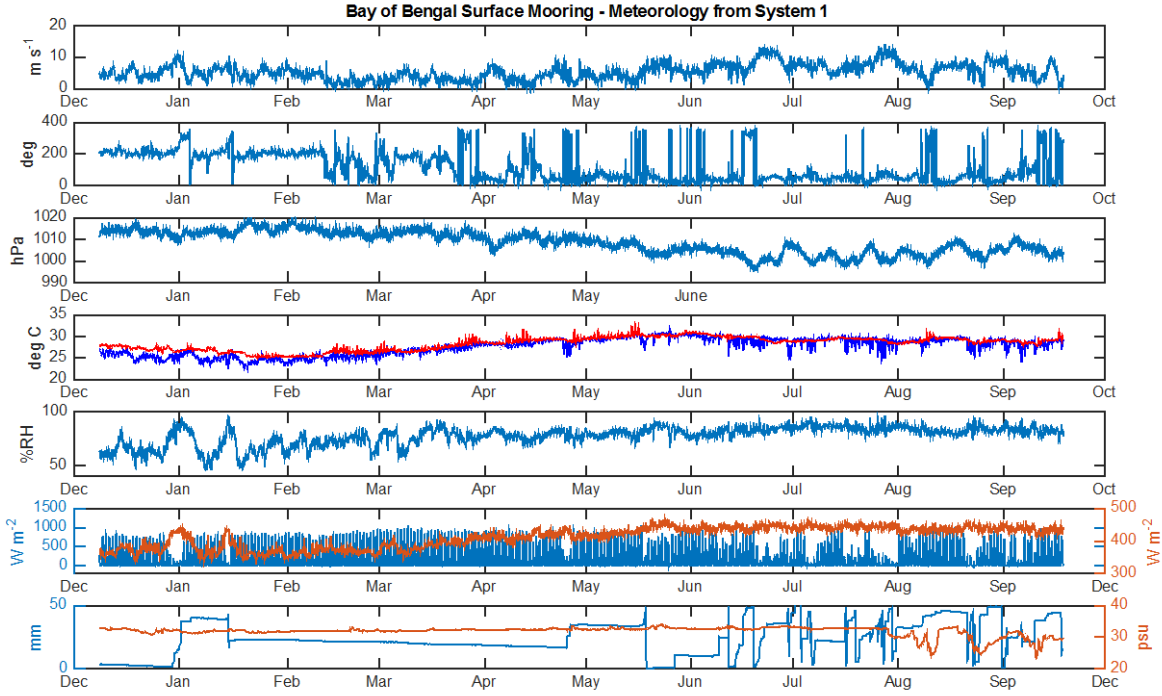 Bay of Bengal Surface Mooring - Meteorology from System 1
20
10
0
m s-1
Dec Jan Feb Mar Apr May Jun Jul Aug Sep Oct
400
200
0
deg
Dec Jan Feb Mar Apr May Jun Jul Aug Sep Oct
1020
1010
1000
990
hPa
Dec Jan Feb Mar Apr May June
35
30
25
20
deg C
Dec Jan Feb Mar Apr May Jun Jul Aug Sep Oct
100
50
%RH
Dec Jan Feb Mar Apr May Jun Jul Aug Sep Oct
1500 500
1000 400
500
0 300
W m-2 W m-2
Dec Jan Feb Mar Apr May Jun Jul Aug Sep Dec
50 40
30
0 20
mm psu
Dec Jan Feb Mar Apr May Jun Jul Aug Sep Dec